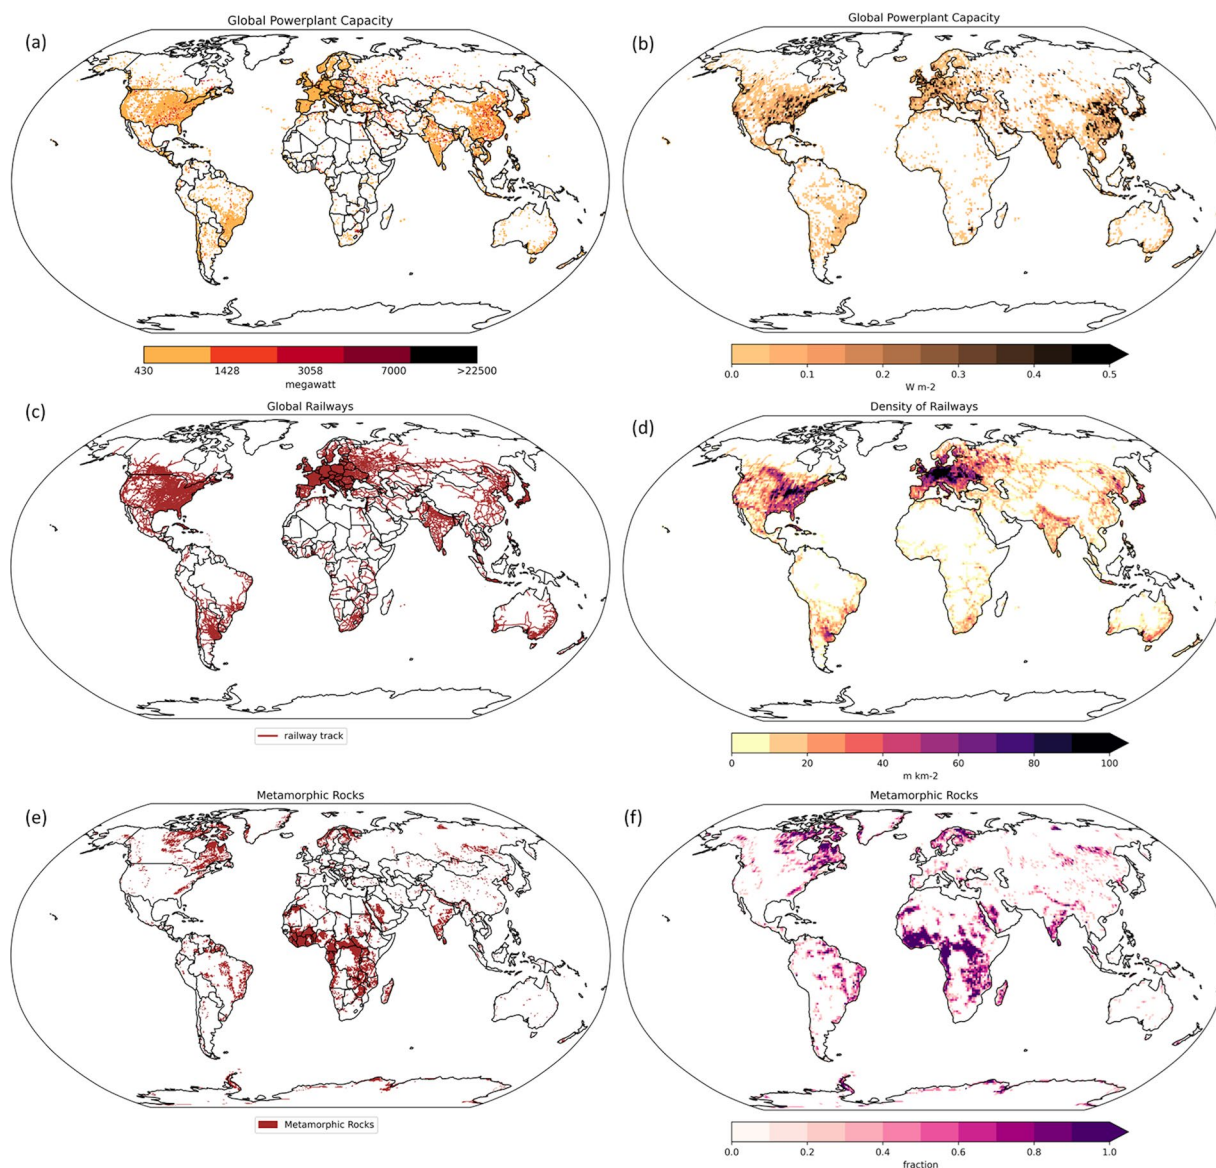 Global Powerplant Capacity
(a)
430 1428 3058 7000 >22500
megawatt
Global Powerplant Capacity
(b)
0.0 0.1 0.2 0.3 0.4 0.5
W m-2
Global Railways
(c)
railway track
Density of Railways
(d)
0 20 40 60 80 100
m km-2
Metamorphic Rocks
(e)
Metamorphic Rocks
Metamorphic Rocks
(f)
0.0 0.2 0.4 0.6 0.8 1.0
fraction